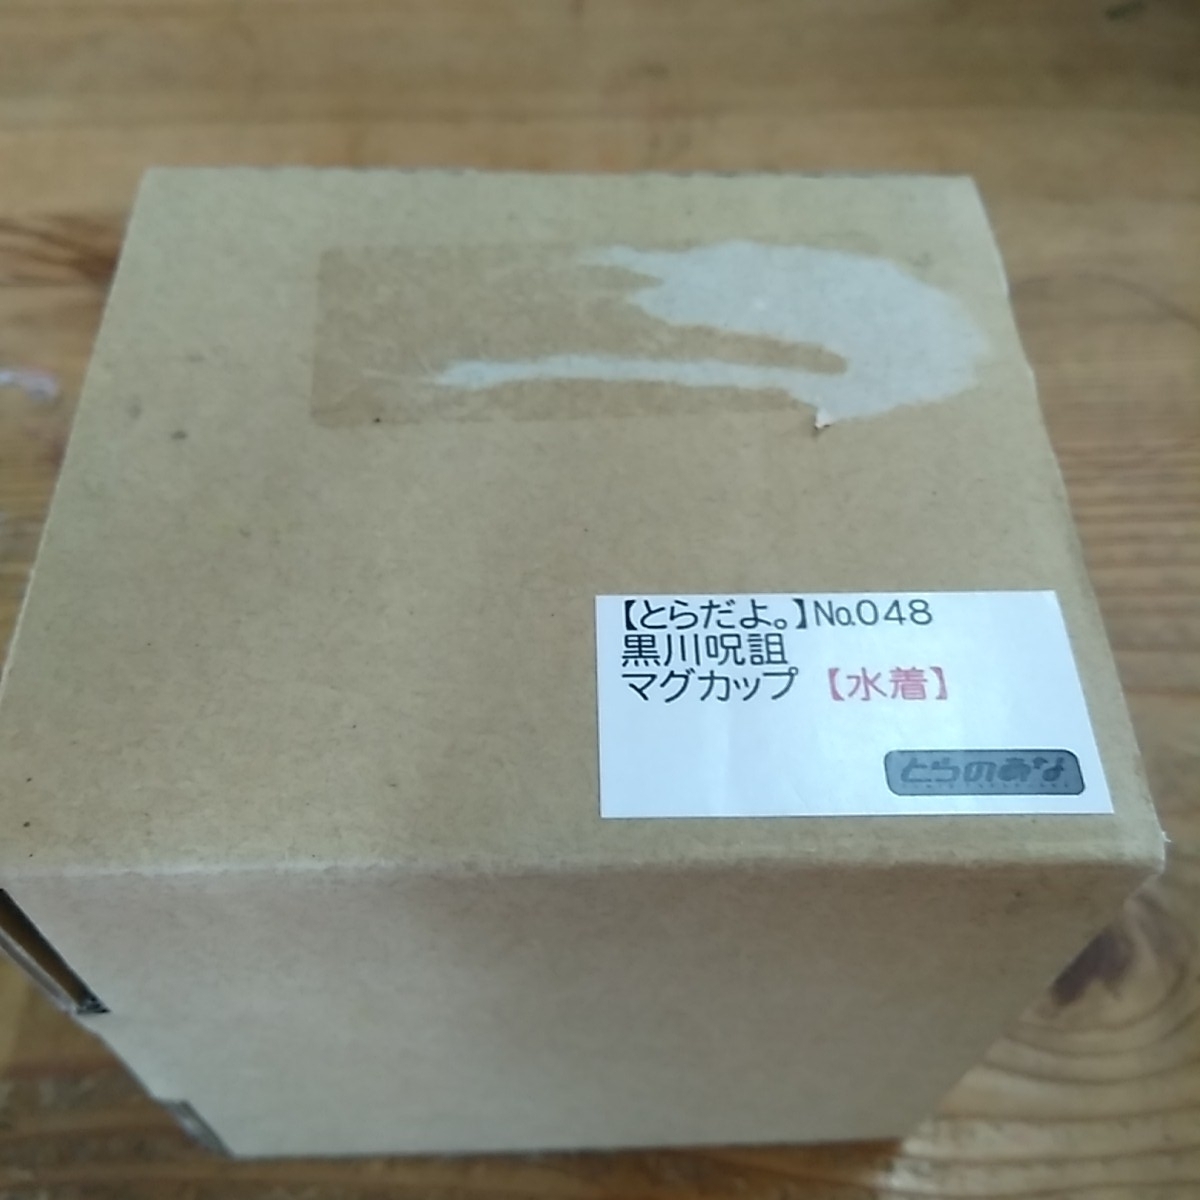 【とらだよ。】No.048
黒川呪詛
マグカップ 【水着】
とらのあな